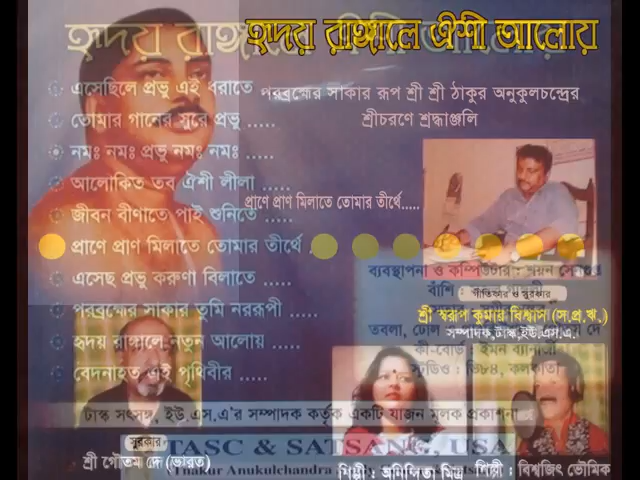 হৃদয় রাঙ্গালে ঐশী আলোয়
এসেছিলে প্রভু এই ধরাতে
পরব্রহ্মের সাকার রূপ শ্রী শ্রী ঠাকুর অনুকুলচন্দ্রের
শ্রীচরণে শ্রদ্ধাঞ্জলি
তোমার গানের সুরে প্রভু .....
নমঃ নমঃ প্রভু নমঃ নমঃ .....
আলোকিত তব ঐশী লীলা .....
প্রাণে প্রাণ মিলাতে তোমার তীর্থে.....
জীবন বীণাতে পাই শুনিতে .....
প্রাণে প্রাণ মিলাতে তোমার তীর্থে
এসেছ প্রভু করুণা বিলাতে .....
পরব্রহ্মের সাকার তুমি নররূপী .....
হৃদয় রাঙ্গালে নতুন আলোয় .....
বেদনাহত এই পৃথিবীর .....
ব্যবস্থাপনা ও কম্পিউটার :
বাঁশি :
গীতিকার ও সুরকার
শ্রী স্বরূপ কুমার বিশ্বাস (স.প্র.ঋ.)
সম্পাদক,টাস্ক,ইউ.এস.এ.
তবলা, ঢোল
কী-বোর্ড : ইমন ব্যানার্জী
স্টুডিও : ডি৮৪, কলকাতা
টাস্ক সৎসঙ্গ, ইউ.এস.এ'র সম্পাদক কর্তৃক একটি যাজন মূলক প্রকাশনা
সুরকার
শ্রী গৌতম দে (ভারত)
TASC & SATSANG, USA
Thakur Anukulchandra
শিল্পী : অনিন্দিতা মিত্র
শিল্পী : বিশ্বজিৎ ভৌমিক